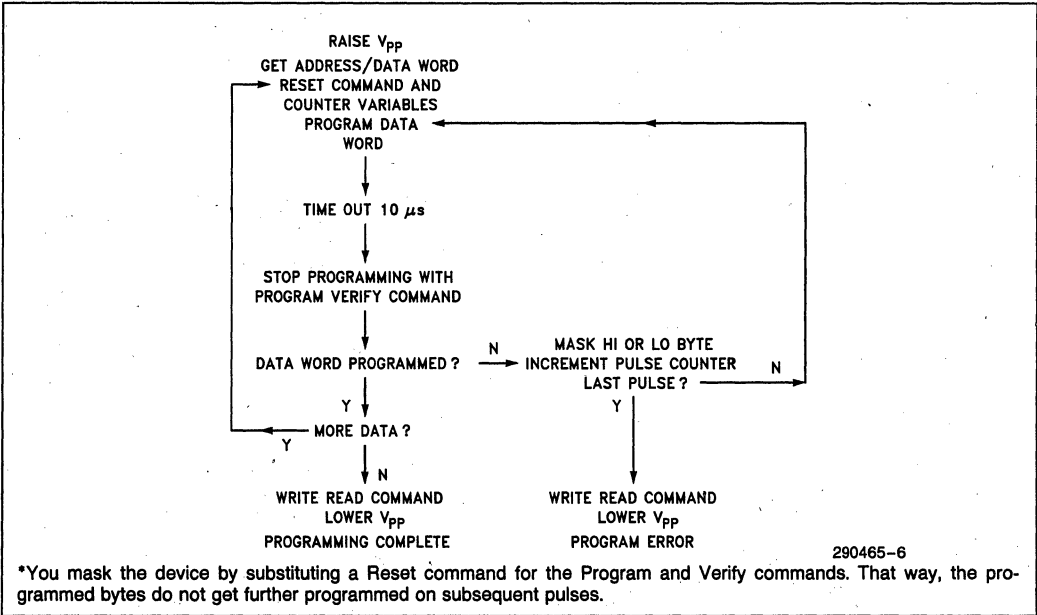 RAISE Vpp
GET ADDRESS/DATA WORD
RESET COMMAND AND
COUNTER VARIABLES
PROGRAM DATA
WORD
TIME OUT 10 μs
STOP PROGRAMMING WITH
PROGRAM VERIFY COMMAND
DATA WORD PROGRAMMED?
N
MASK HI OR LO BYTE
INCREMENT PULSE COUNTER
LAST PULSE?
N
Y
Y
MORE DATA?
Y
N
WRITE READ COMMAND
LOWER Vpp
PROGRAMMING COMPLETE
WRITE READ COMMAND
LOWER Vpp
PROGRAM ERROR
290465-6
*You mask the device by substituting a Reset command for the Program and Verify commands. That way, the pro-
grammed bytes do not get further programmed on subsequent pulses.